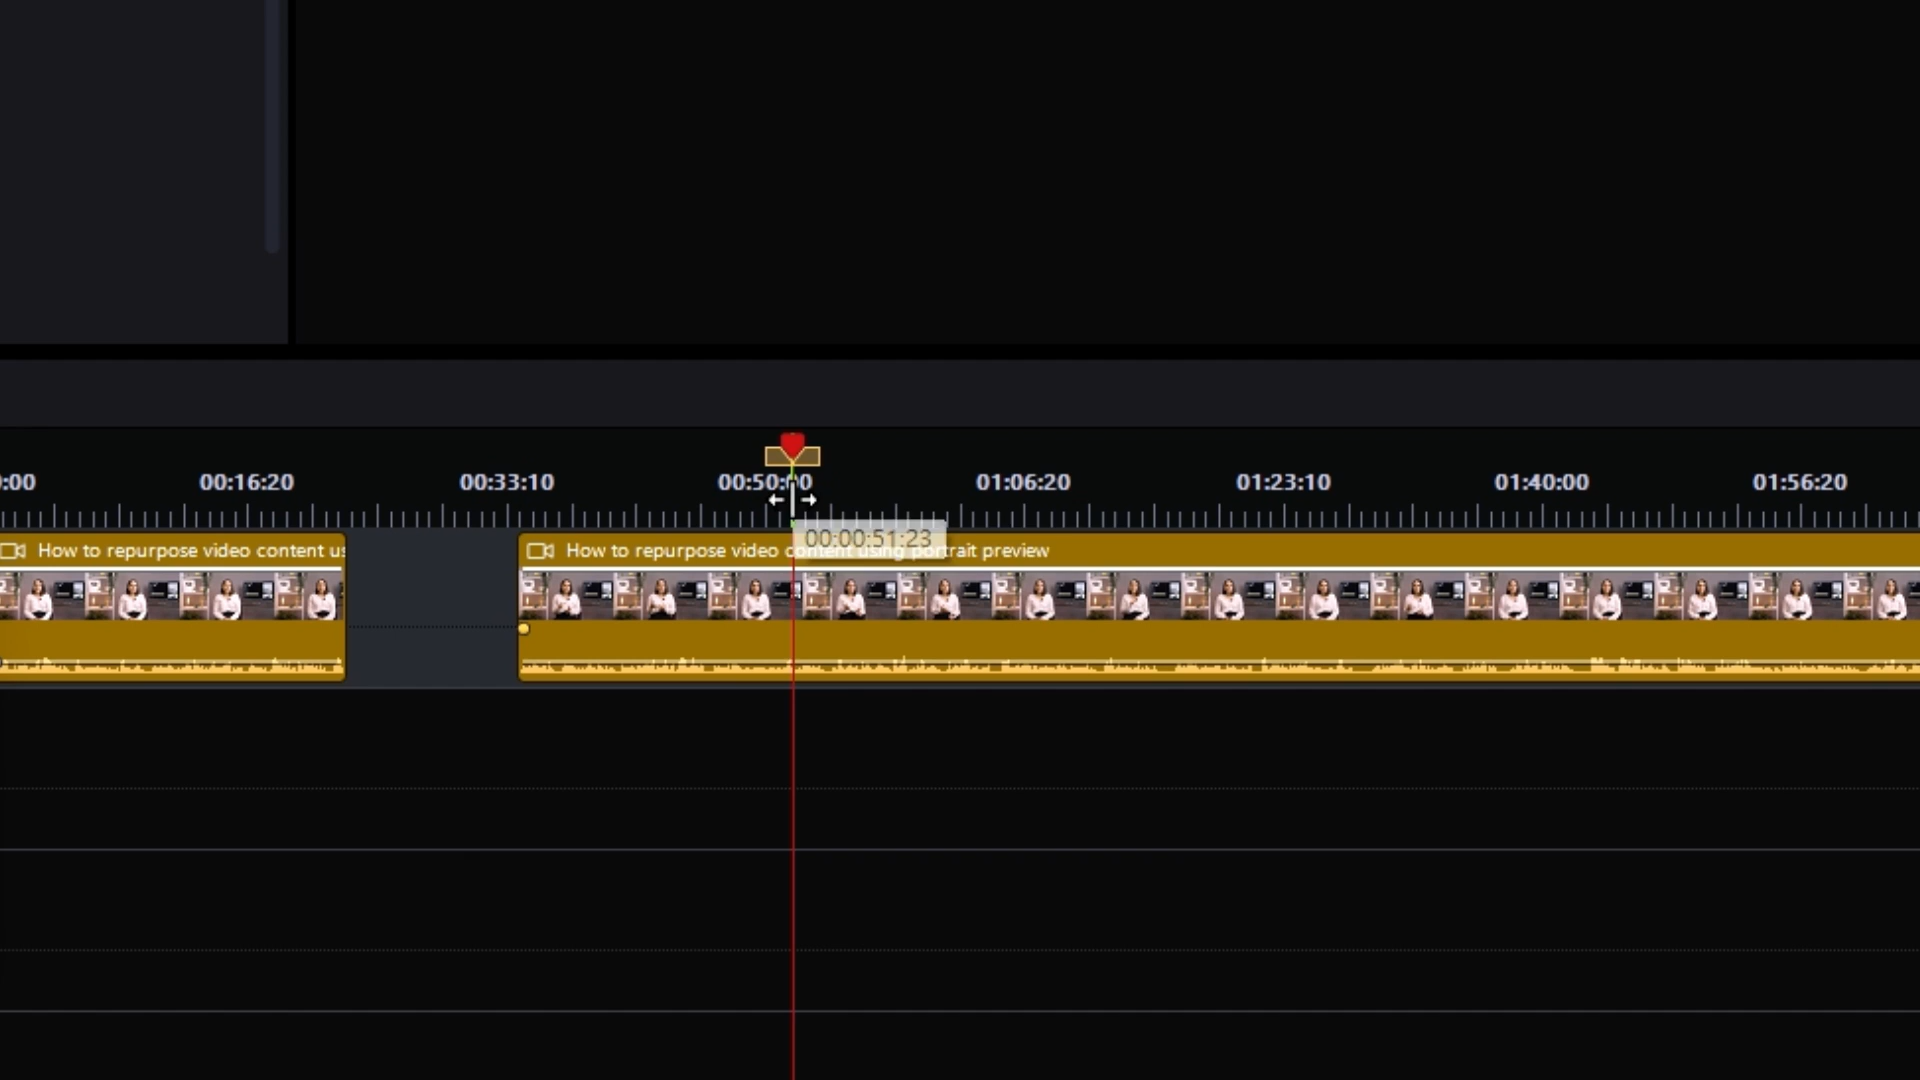 :00 00:16:20 00:33:10 00:50:00 01:06:20 01:23:10 01:40:00 01:56:20
00:00:51:23
How to repurpose video content us
How to repurpose video content using portrait preview